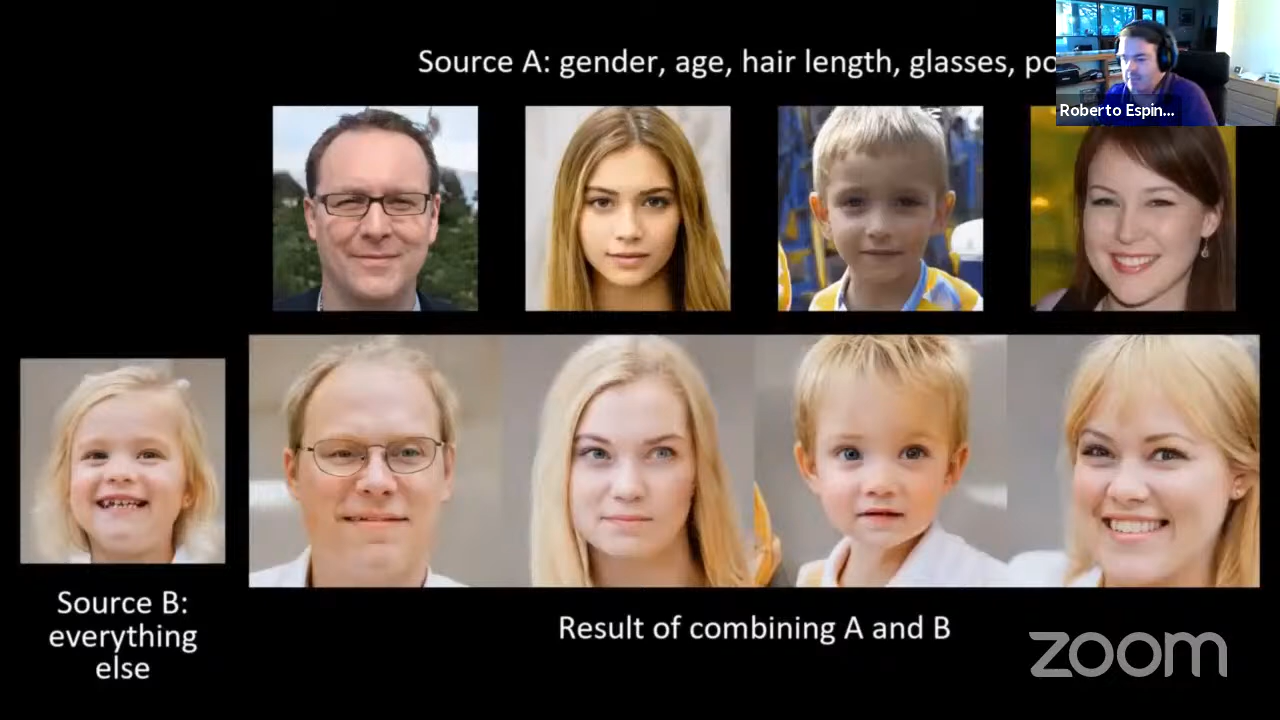 Source A: gender, age, hair length, glasses, po
Roberto Espin...
Source B:
everything
else
Result of combining A and B
zoom